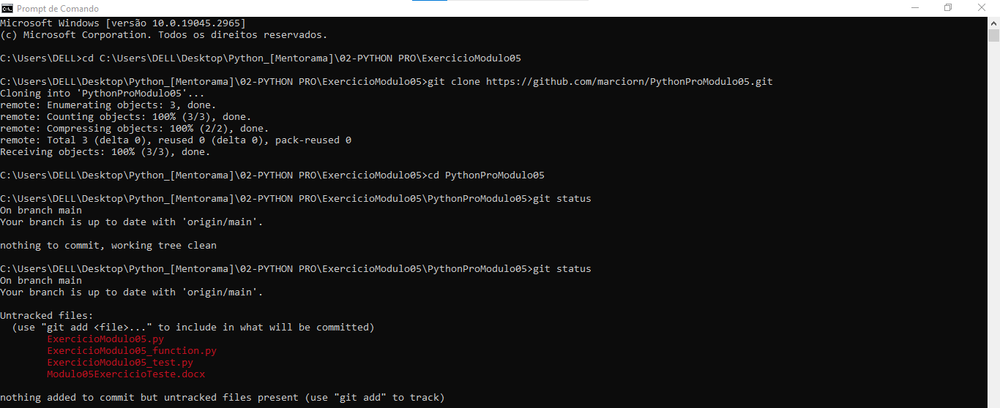 Prompt de Comando
Microsoft Windows [versão 10.0.19045.2965]
(c) Microsoft Corporation. Todos os direitos reservados.
C:\Users\DELL>cd C:\Users\DELL\Desktop\Python_[Mentorama]\02-PYTHON PRO\ExercicioModulo05
C:\Users\DELL\Desktop\Python_[Mentorama]\02-PYTHON PRO\ExercicioModulo05>git clone https://github.com/marciorn/PythonProModulo05.git
Cloning into 'PythonProModulo05'...
remote: Enumerating objects: 3, done.
remote: Counting objects: 100% (3/3), done.
remote: Compressing objects: 100% (2/2), done.
remote: Total 3 (delta 0), reused 0 (delta 0), pack-reused 0
Receiving objects: 100% (3/3), done.
C:\Users\DELL\Desktop\Python_[Mentorama]\02-PYTHON PRO\ExercicioModulo05>cd PythonProModulo05
C:\Users\DELL\Desktop\Python_[Mentorama]\02-PYTHON PRO\ExercicioModulo05\PythonProModulo05>git status
On branch main
Your branch is up to date with 'origin/main'.
nothing to commit, working tree clean
C:\Users\DELL\Desktop\Python_[Mentorama]\02-PYTHON PRO\ExercicioModulo05\PythonProModulo05>git status
On branch main
Your branch is up to date with 'origin/main'.
Untracked files:
(use "git add <file>..." to include in what will be committed)
ExercicioModulo05.py
ExercicioModulo05_function.py
ExercicioModulo05_test.py
Modulo05ExercicioTeste.docx
nothing added to commit but untracked files present (use "git add" to track)